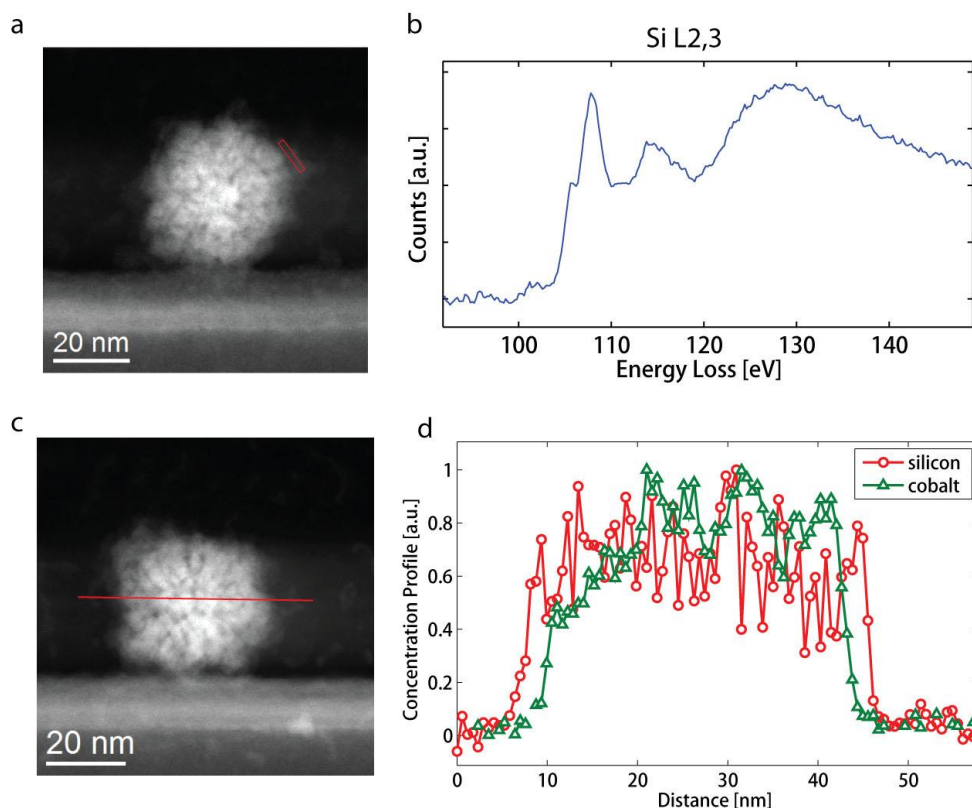 a
20 nm
b
Si L2,3
Counts [a.u.]
100 110 120 130 140
Energy Loss [eV]
c
20 nm
d
silicon
cobalt
Concentration Profile [a.u.]
1
0.8
0.6
0.4
0.2
0
0 10 20 30 40 50
Distance [nm]